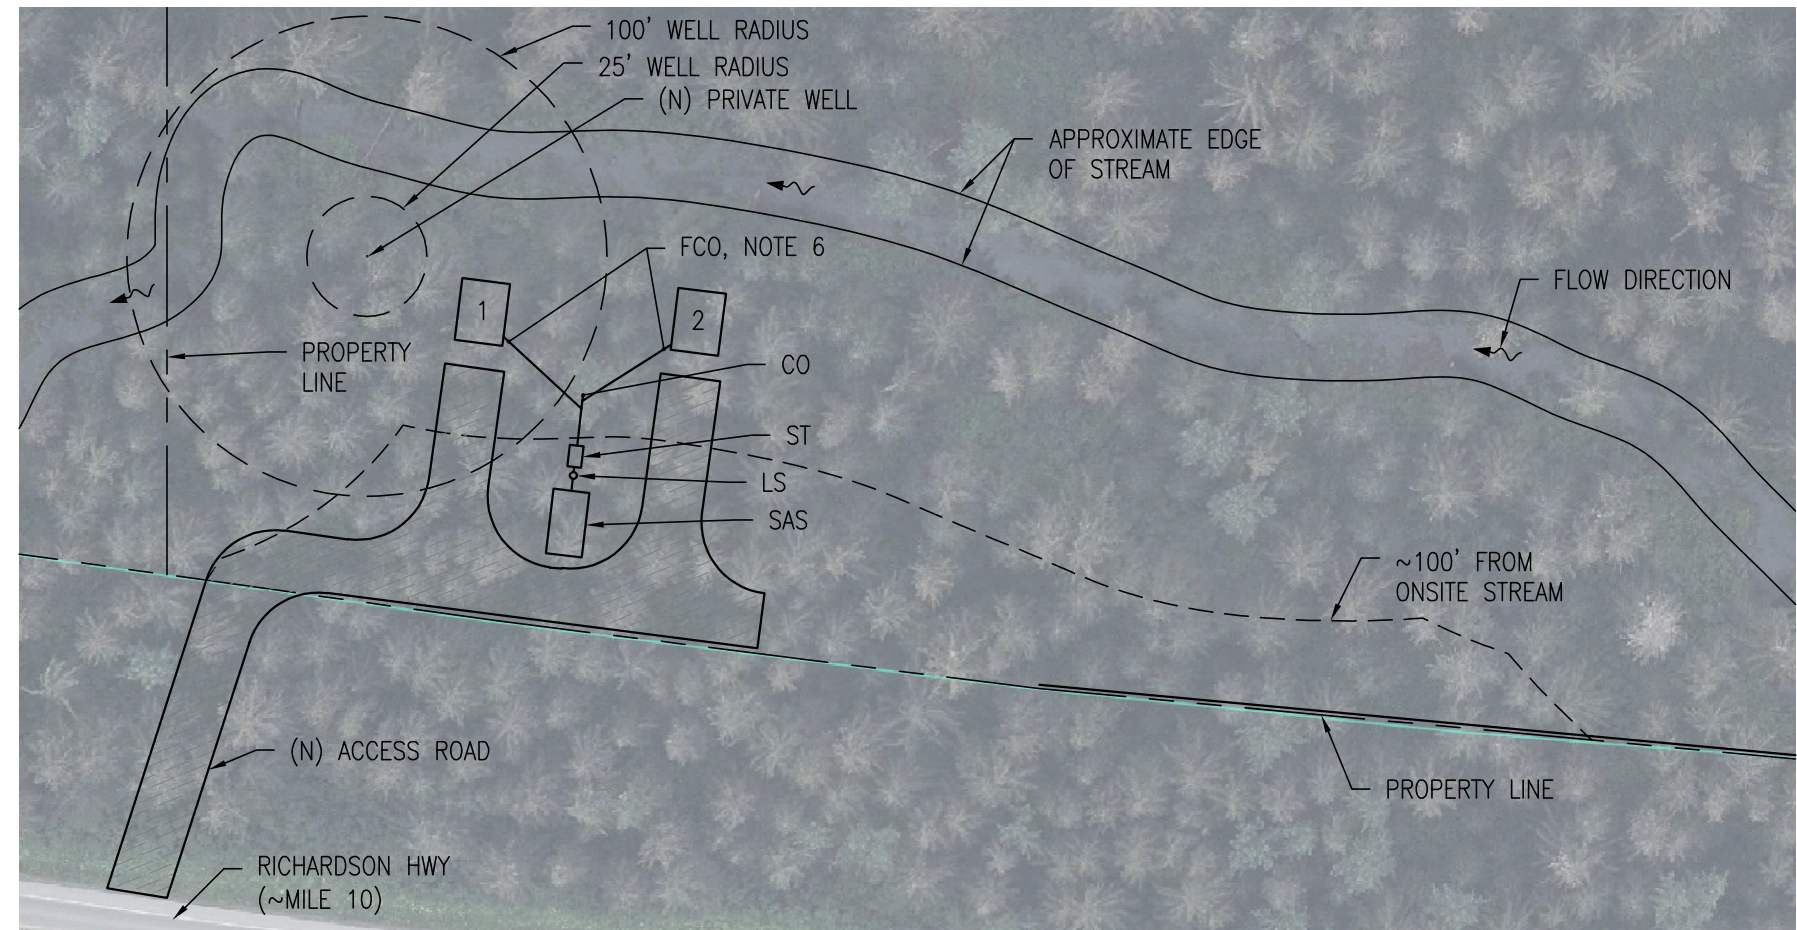 100' WELL RADIUS
25' WELL RADIUS
(N) PRIVATE WELL
APPROXIMATE EDGE
OF STREAM
FCO, NOTE 6
FLOW DIRECTION
1
2
PROPERTY
LINE
CO
ST
LS
SAS
~100' FROM
ONSITE STREAM
(N) ACCESS ROAD
PROPERTY LINE
RICHARDSON HWY
(~MILE 10)